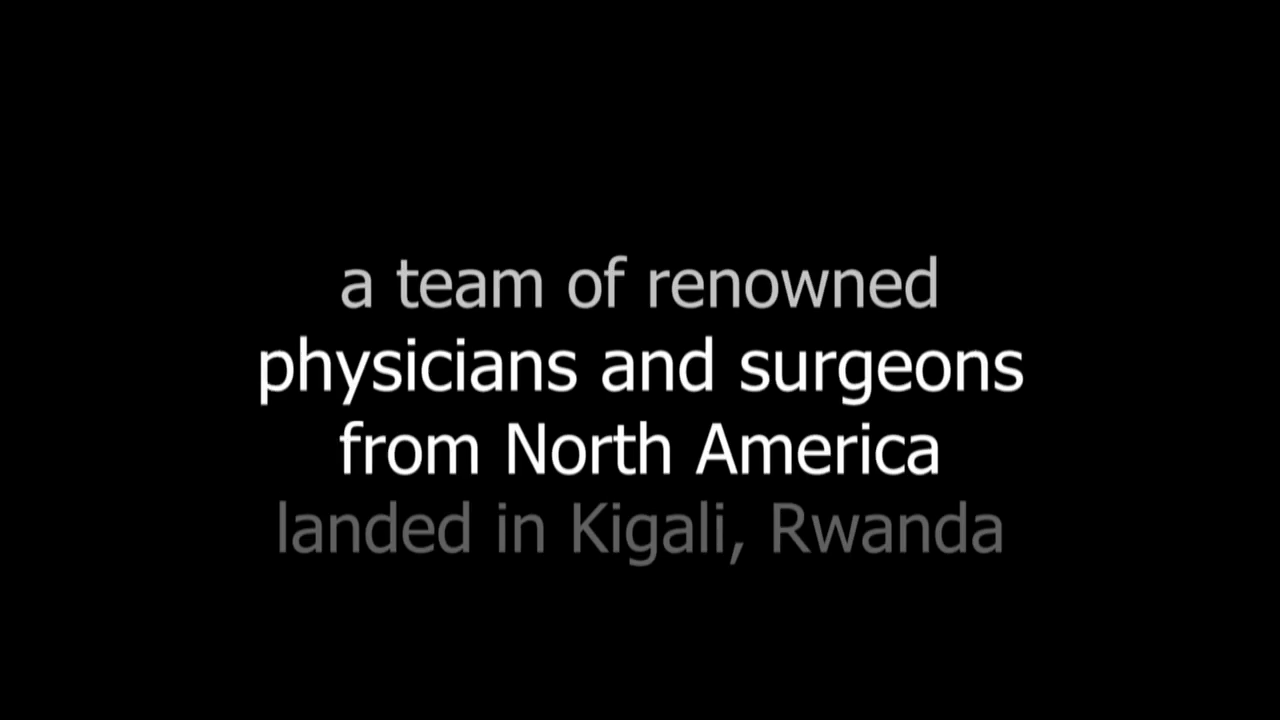 a team of renowned
physicians and surgeons
from North America
landed in Kigali, Rwanda